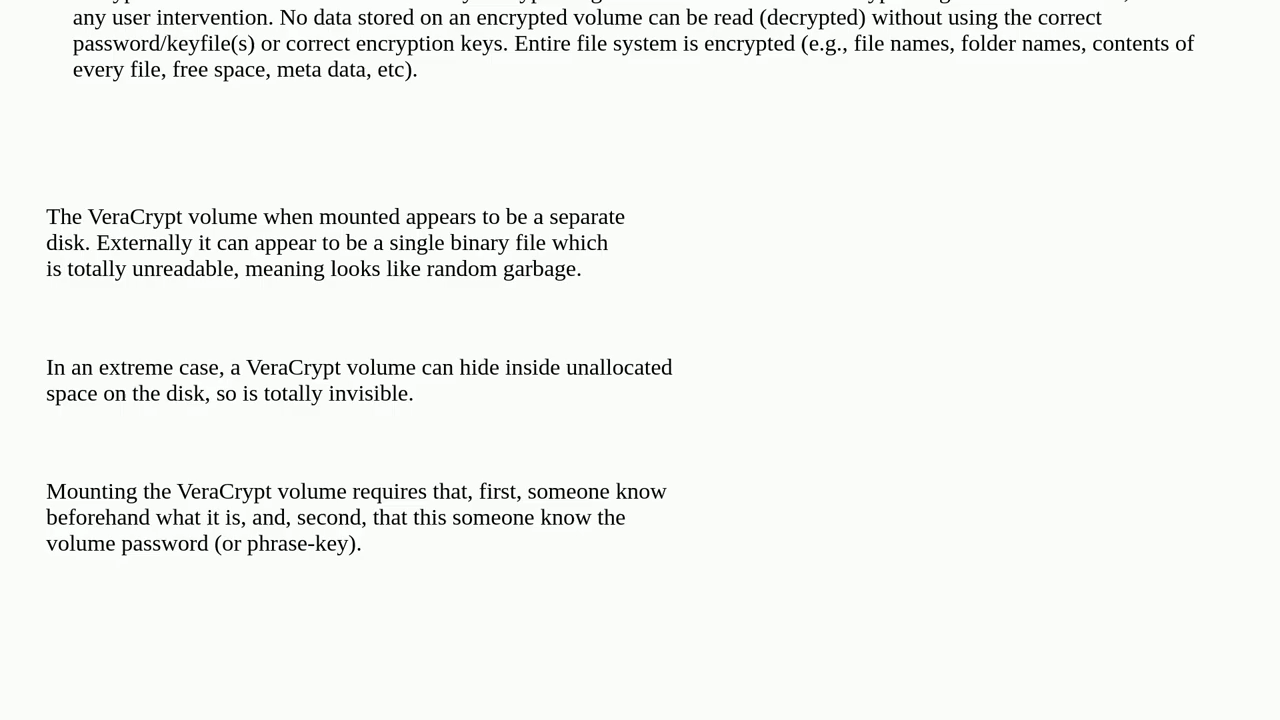 any user intervention. No data stored on an encrypted volume can be read (decrypted) without using the correct
password/keyfile(s) or correct encryption keys. Entire file system is encrypted (e.g., file names, folder names, contents of
every file, free space, meta data, etc).
The VeraCrypt volume when mounted appears to be a separate
disk. Externally it can appear to be a single binary file which
is totally unreadable, meaning looks like random garbage.
In an extreme case, a VeraCrypt volume can hide inside unallocated
space on the disk, so is totally invisible.
Mounting the VeraCrypt volume requires that, first, someone know
beforehand what it is, and, second, that this someone know the
volume password (or phrase-key).